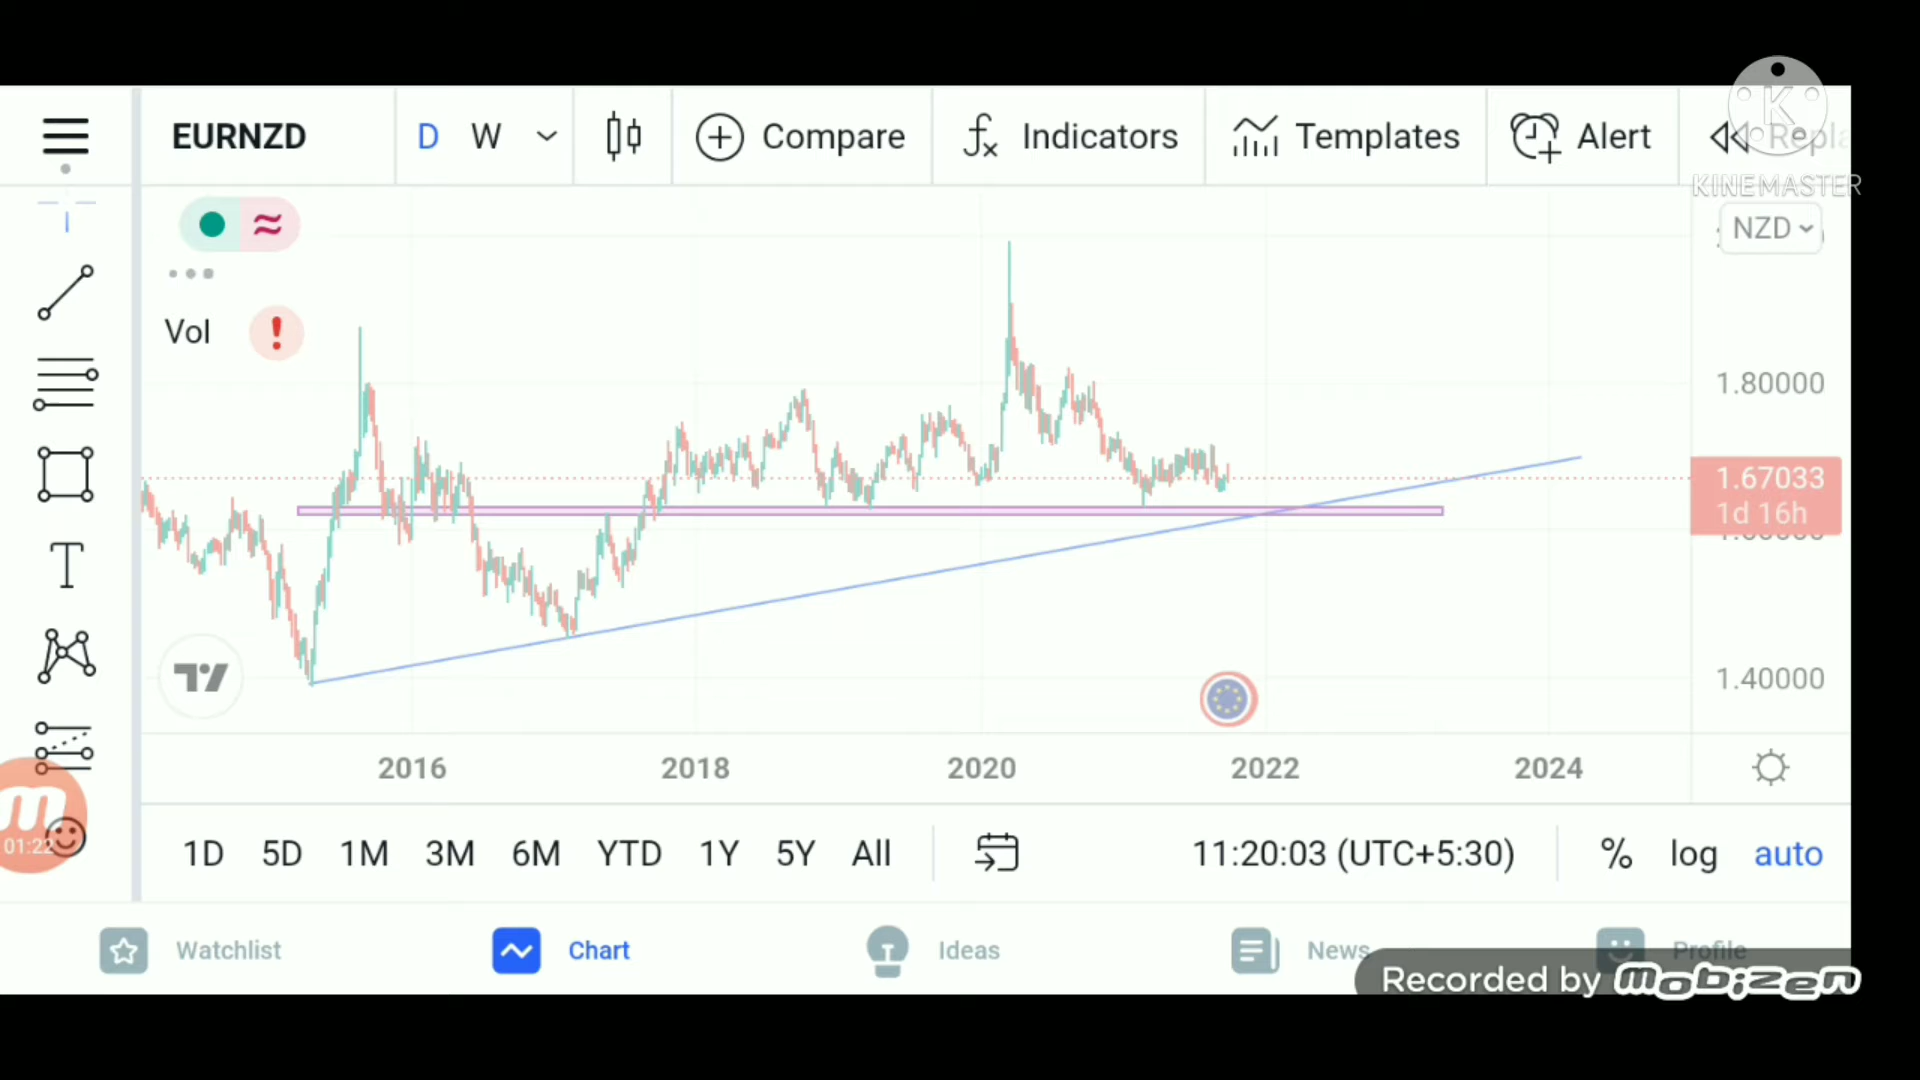 EURNZD D W Compare Indicators Templates Alert
KINEMASTER
NZD
Vol !
1.80000
1.67033
1d 16h
1.40000
2016 2018 2020 2022 2024
01:22
1D 5D 1M 3M 6M YTD 1Y 5Y All 11:20:03 (UTC+5:30) % log auto
Watchlist Chart Ideas News Profile
Recorded by mobizen